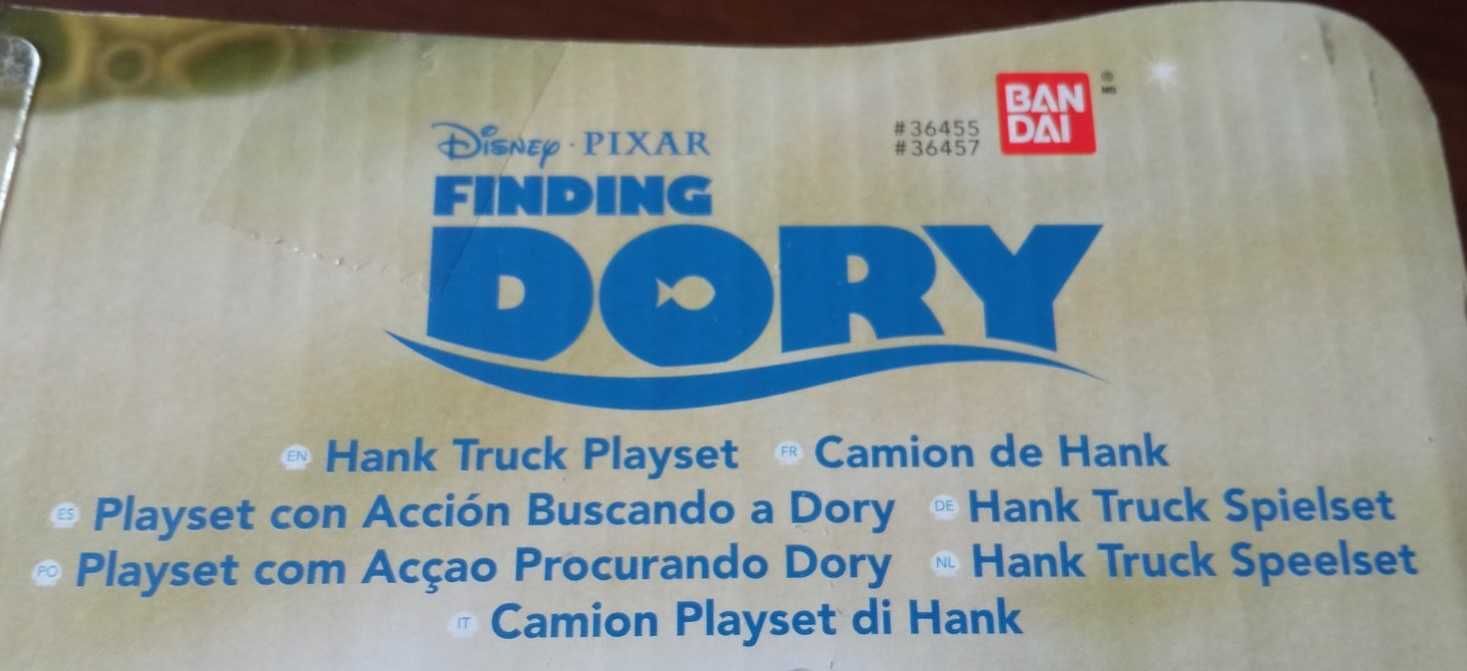 BAN
DAI
® MD
#36455
#36457
Disney · PIXAR
FINDING
DORY
EN Hank Truck Playset FR Camion de Hank
ES Playset con Acción Buscando a Dory DE Hank Truck Spielset
PO Playset com Acçao Procurando Dory NL Hank Truck Speelset
IT Camion Playset di Hank